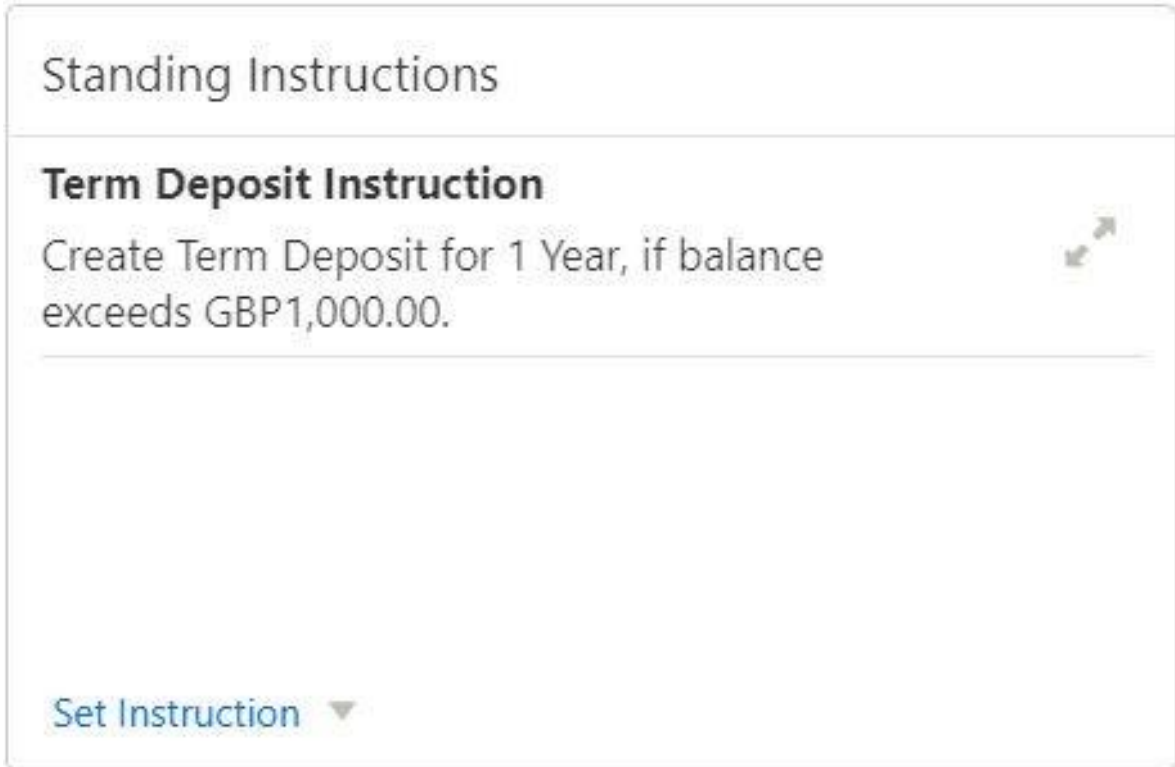 Standing Instructions
Term Deposit Instruction
Create Term Deposit for 1 Year, if balance
exceeds GBP1,000.00.
Set Instruction